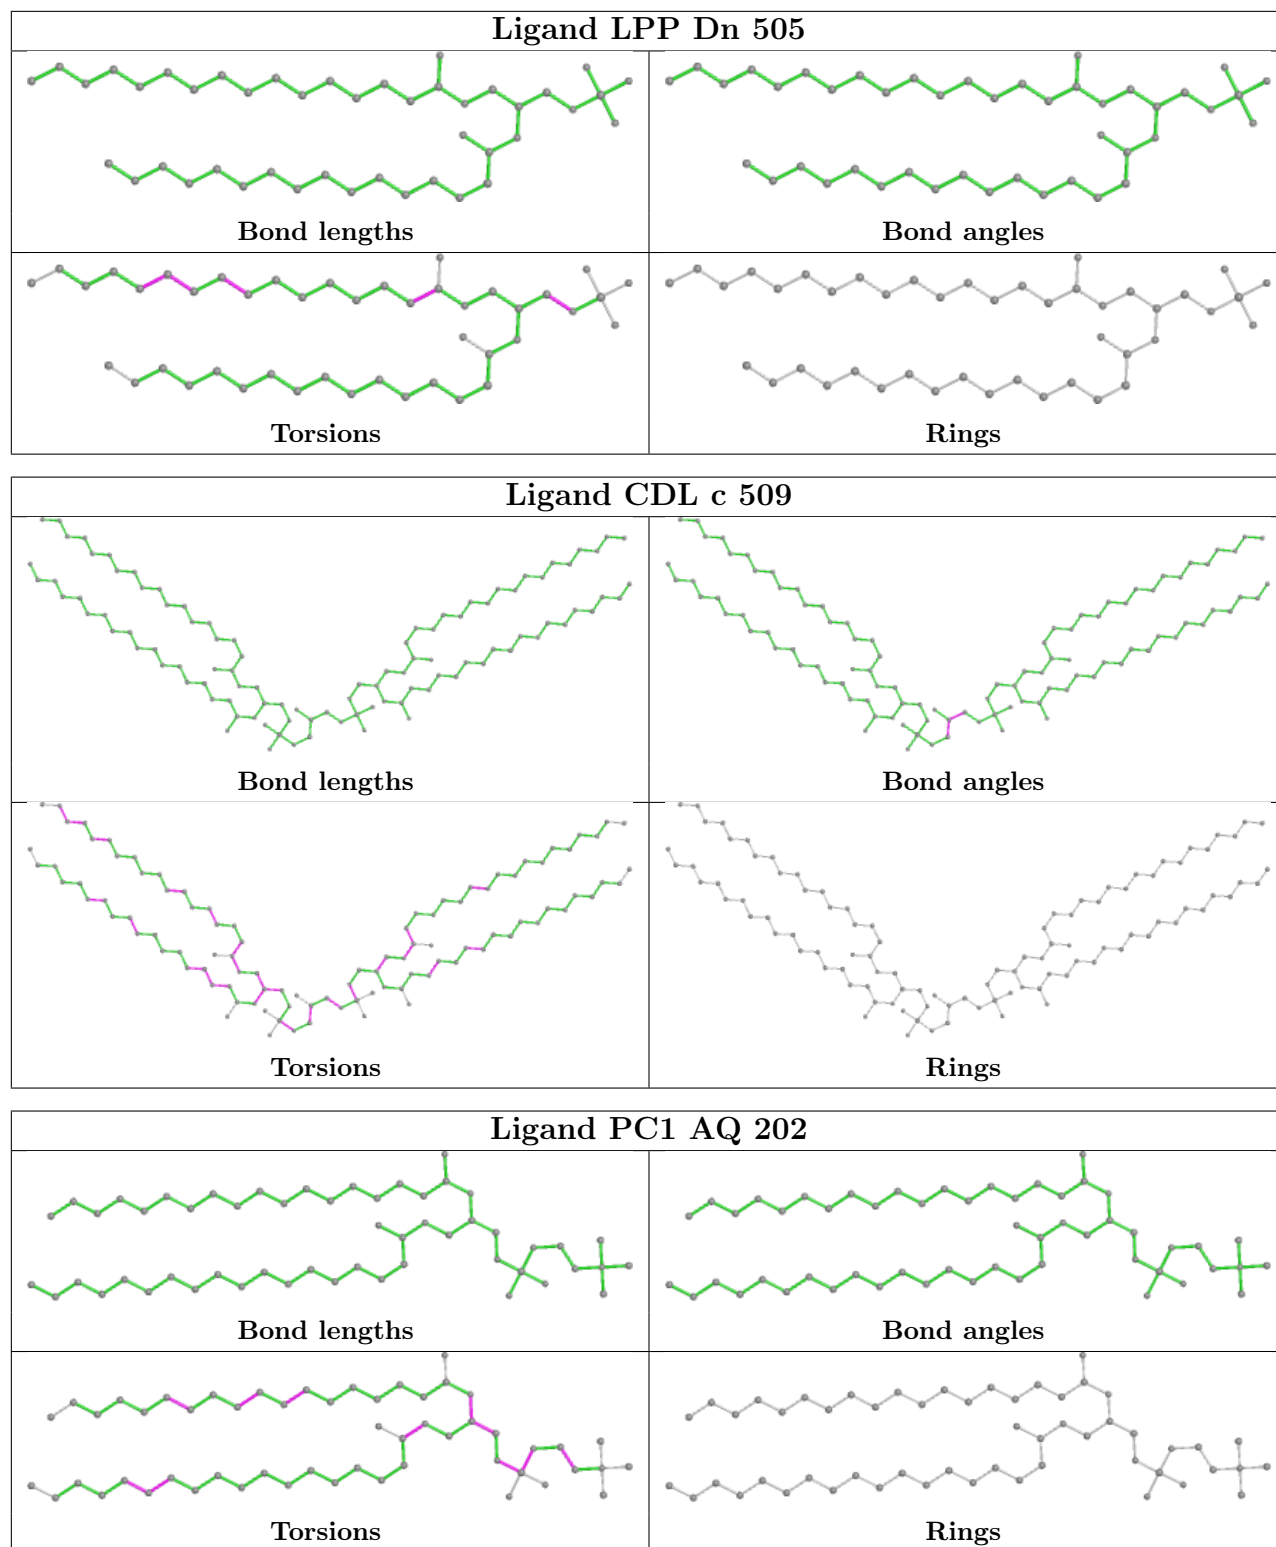 Ligand LPP Dn 505
Bond lengths
Bond angles
Torsions
Rings
Ligand CDL c 509
Bond lengths
Bond angles
Torsions
Rings
Ligand PC1 AQ 202
Bond lengths
Bond angles
Torsions
Rings